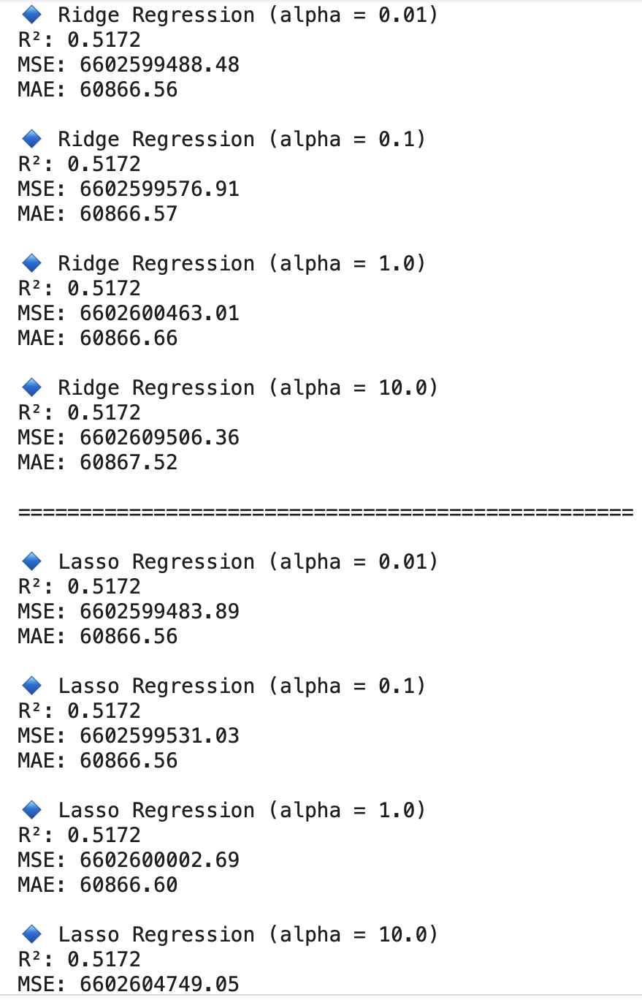 🔷 Ridge Regression (alpha = 0.01)
R²: 0.5172
MSE: 6602599488.48
MAE: 60866.56
🔷 Ridge Regression (alpha = 0.1)
R²: 0.5172
MSE: 6602599576.91
MAE: 60866.57
🔷 Ridge Regression (alpha = 1.0)
R²: 0.5172
MSE: 6602600463.01
MAE: 60866.66
🔷 Ridge Regression (alpha = 10.0)
R²: 0.5172
MSE: 6602609506.36
MAE: 60867.52
==================================================
🔷 Lasso Regression (alpha = 0.01)
R²: 0.5172
MSE: 6602599483.89
MAE: 60866.56
🔷 Lasso Regression (alpha = 0.1)
R²: 0.5172
MSE: 6602599531.03
MAE: 60866.56
🔷 Lasso Regression (alpha = 1.0)
R²: 0.5172
MSE: 6602600002.69
MAE: 60866.60
🔷 Lasso Regression (alpha = 10.0)
R²: 0.5172
MSE: 6602604749.05